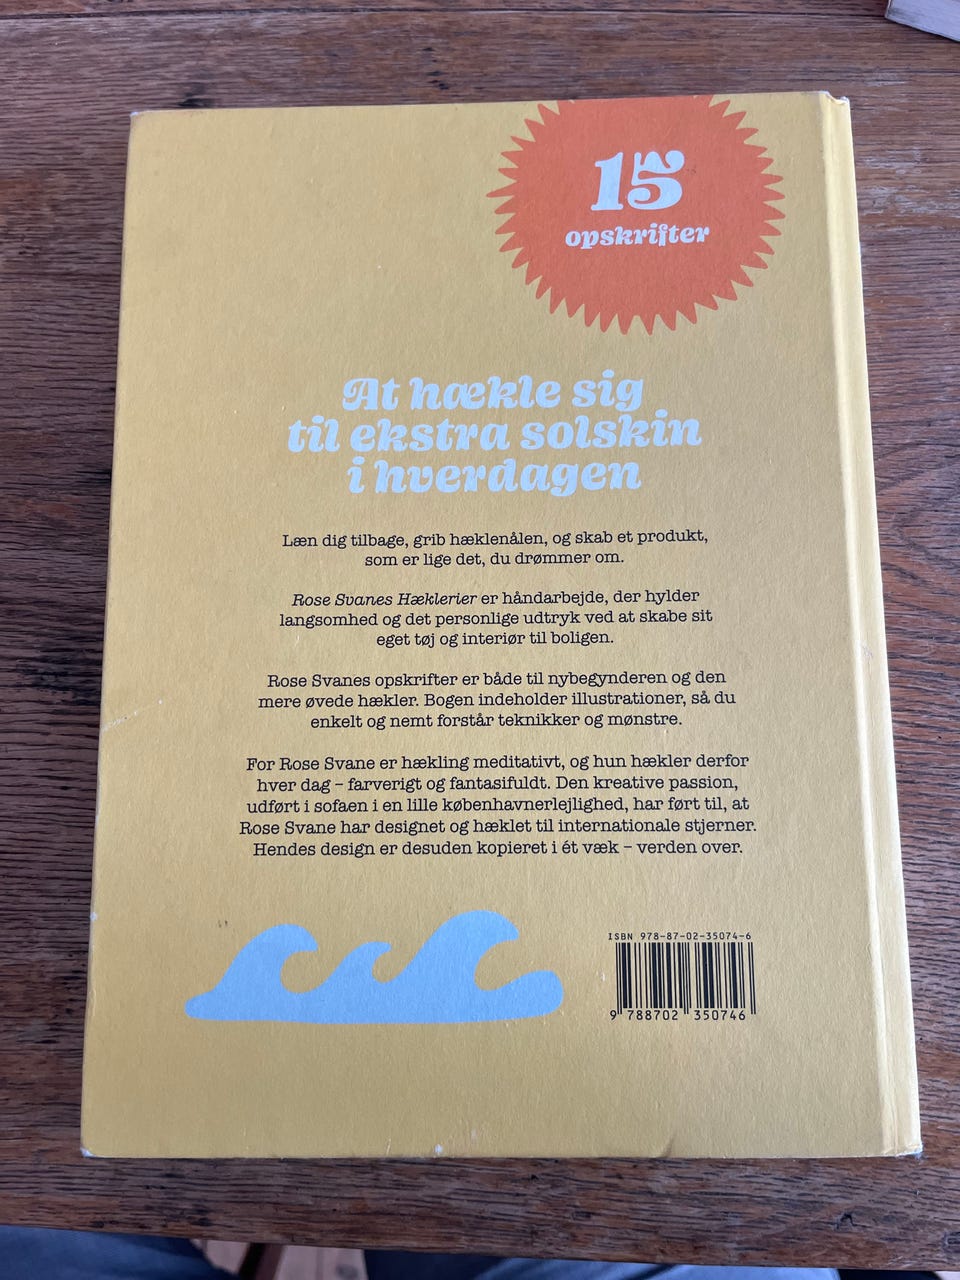 15
opskrifter
At hækle sig
til ekstra solskin
i hverdagen
Læn dig tilbage, grib hæklenålen, og skab et produkt,
som er lige det, du drømmer om.
Rose Svanes Hæklerier er håndarbejde, der hylder
langsomhed og det personlige udtryk ved at skabe sit
eget tøj og interiør til boligen.
Rose Svanes opskrifter er både til nybegynderen og den
mere øvede hækler. Bogen indeholder illustrationer, så du
enkelt og nemt forstår teknikker og mønstre.
For Rose Svane er hækling meditativt, og hun hækler derfor
hver dag – farverigt og fantasifuldt. Den kreative passion,
udført i sofaen i en lille københavnerlejlighed, har ført til, at
Rose Svane har designet og hæklet til internationale stjerner.
Hendes design er desuden kopieret i ét væk – verden over.
ISBN 978-87-02-35074-6
9 788702 350746